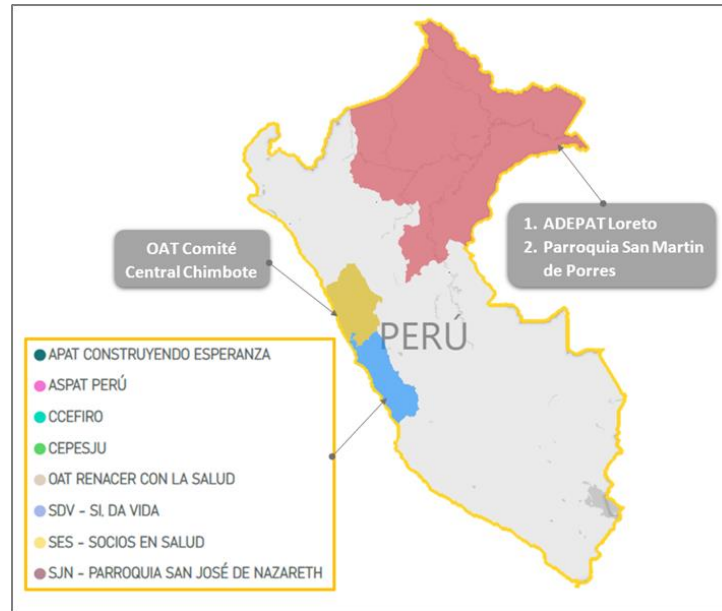 1. ADEPAT Loreto
2. Parroquia San Martin
de Porres
OAT Comité
Central Chimbote
PERÚ
APAT CONSTRUYENDO ESPERANZA
ASPAT PERÚ
CCEFIRO
CEPESJU
OAT RENACER CON LA SALUD
SDV - SI, DA VIDA
SES - SOCIOS EN SALUD
SJN - PARROQUIA SAN JOSÉ DE NAZARETH